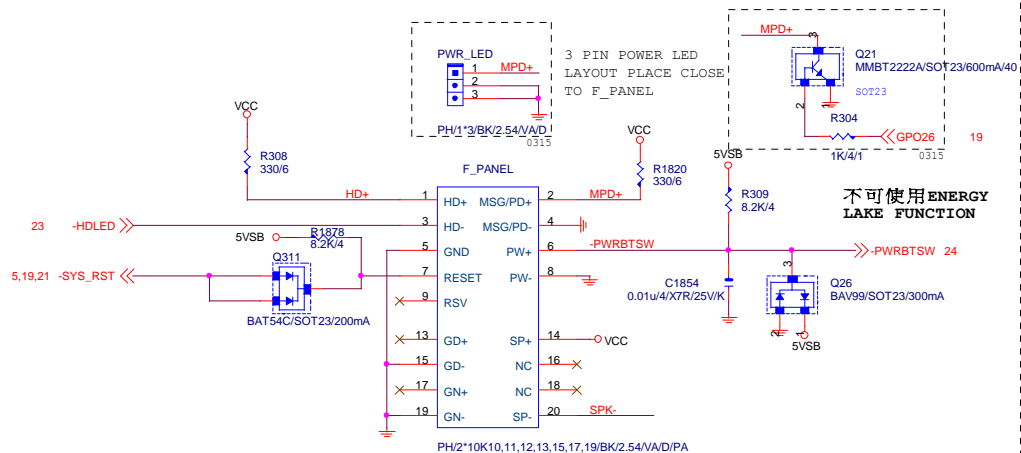 PWR_LED
1
MPD+
2
3
PH/1*3/BK/2.54/VA/D
0315
3 PIN POWER LED
LAYOUT PLACE CLOSE
TO F_PANEL
MPD+
3
Q21
MMBT2222A/SOT23/600mA/40
SOT23
2
1
R304
1K/4/1
GPO26
19
0315
VCC
R308
330/6
HD+
F_PANEL
VCC
R1820
330/6
MPD+
5VSB
R309
8.2K/4
不可使用ENERGY
LAKE FUNCTION
23
-HDLED
5VSB
R1878
8.2K/4
5,19,21
-SYS_RST
Q311
BAT54C/SOT23/200mA
1
HD+
MSG/PD+
2
3
HD-
MSG/PD-
4
5
GND
PW+
6
7
RESET
PW-
8
9
RSV
13
GD+
SP+
14
15
GD-
NC
16
17
GN+
NC
18
19
GN-
SP-
20
-PWRBTSW
-PWRBTSW
24
C1854
0.01u/4/X7R/25V/K
3
Q26
BAV99/SOT23/300mA
2
1
5VSB
VCC
SPK-
PH/2*10K10,11,12,13,15,17,19/BK/2.54/VA/D/PA